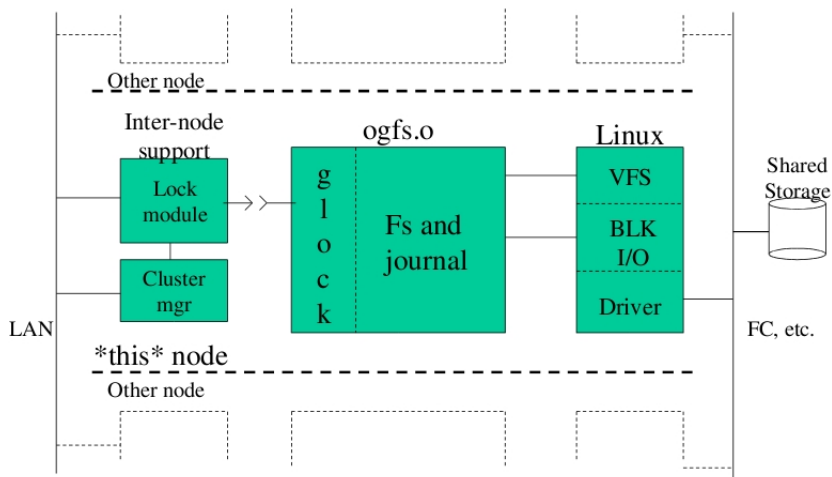 Other node
Inter-node
support
ogfs.o
Linux
Lock
module
g
l
o
c
k
Fs and
journal
VFS
BLK
I/O
Driver
Shared
Storage
Cluster
mgr
LAN
FC, etc.
*this* node
Other node